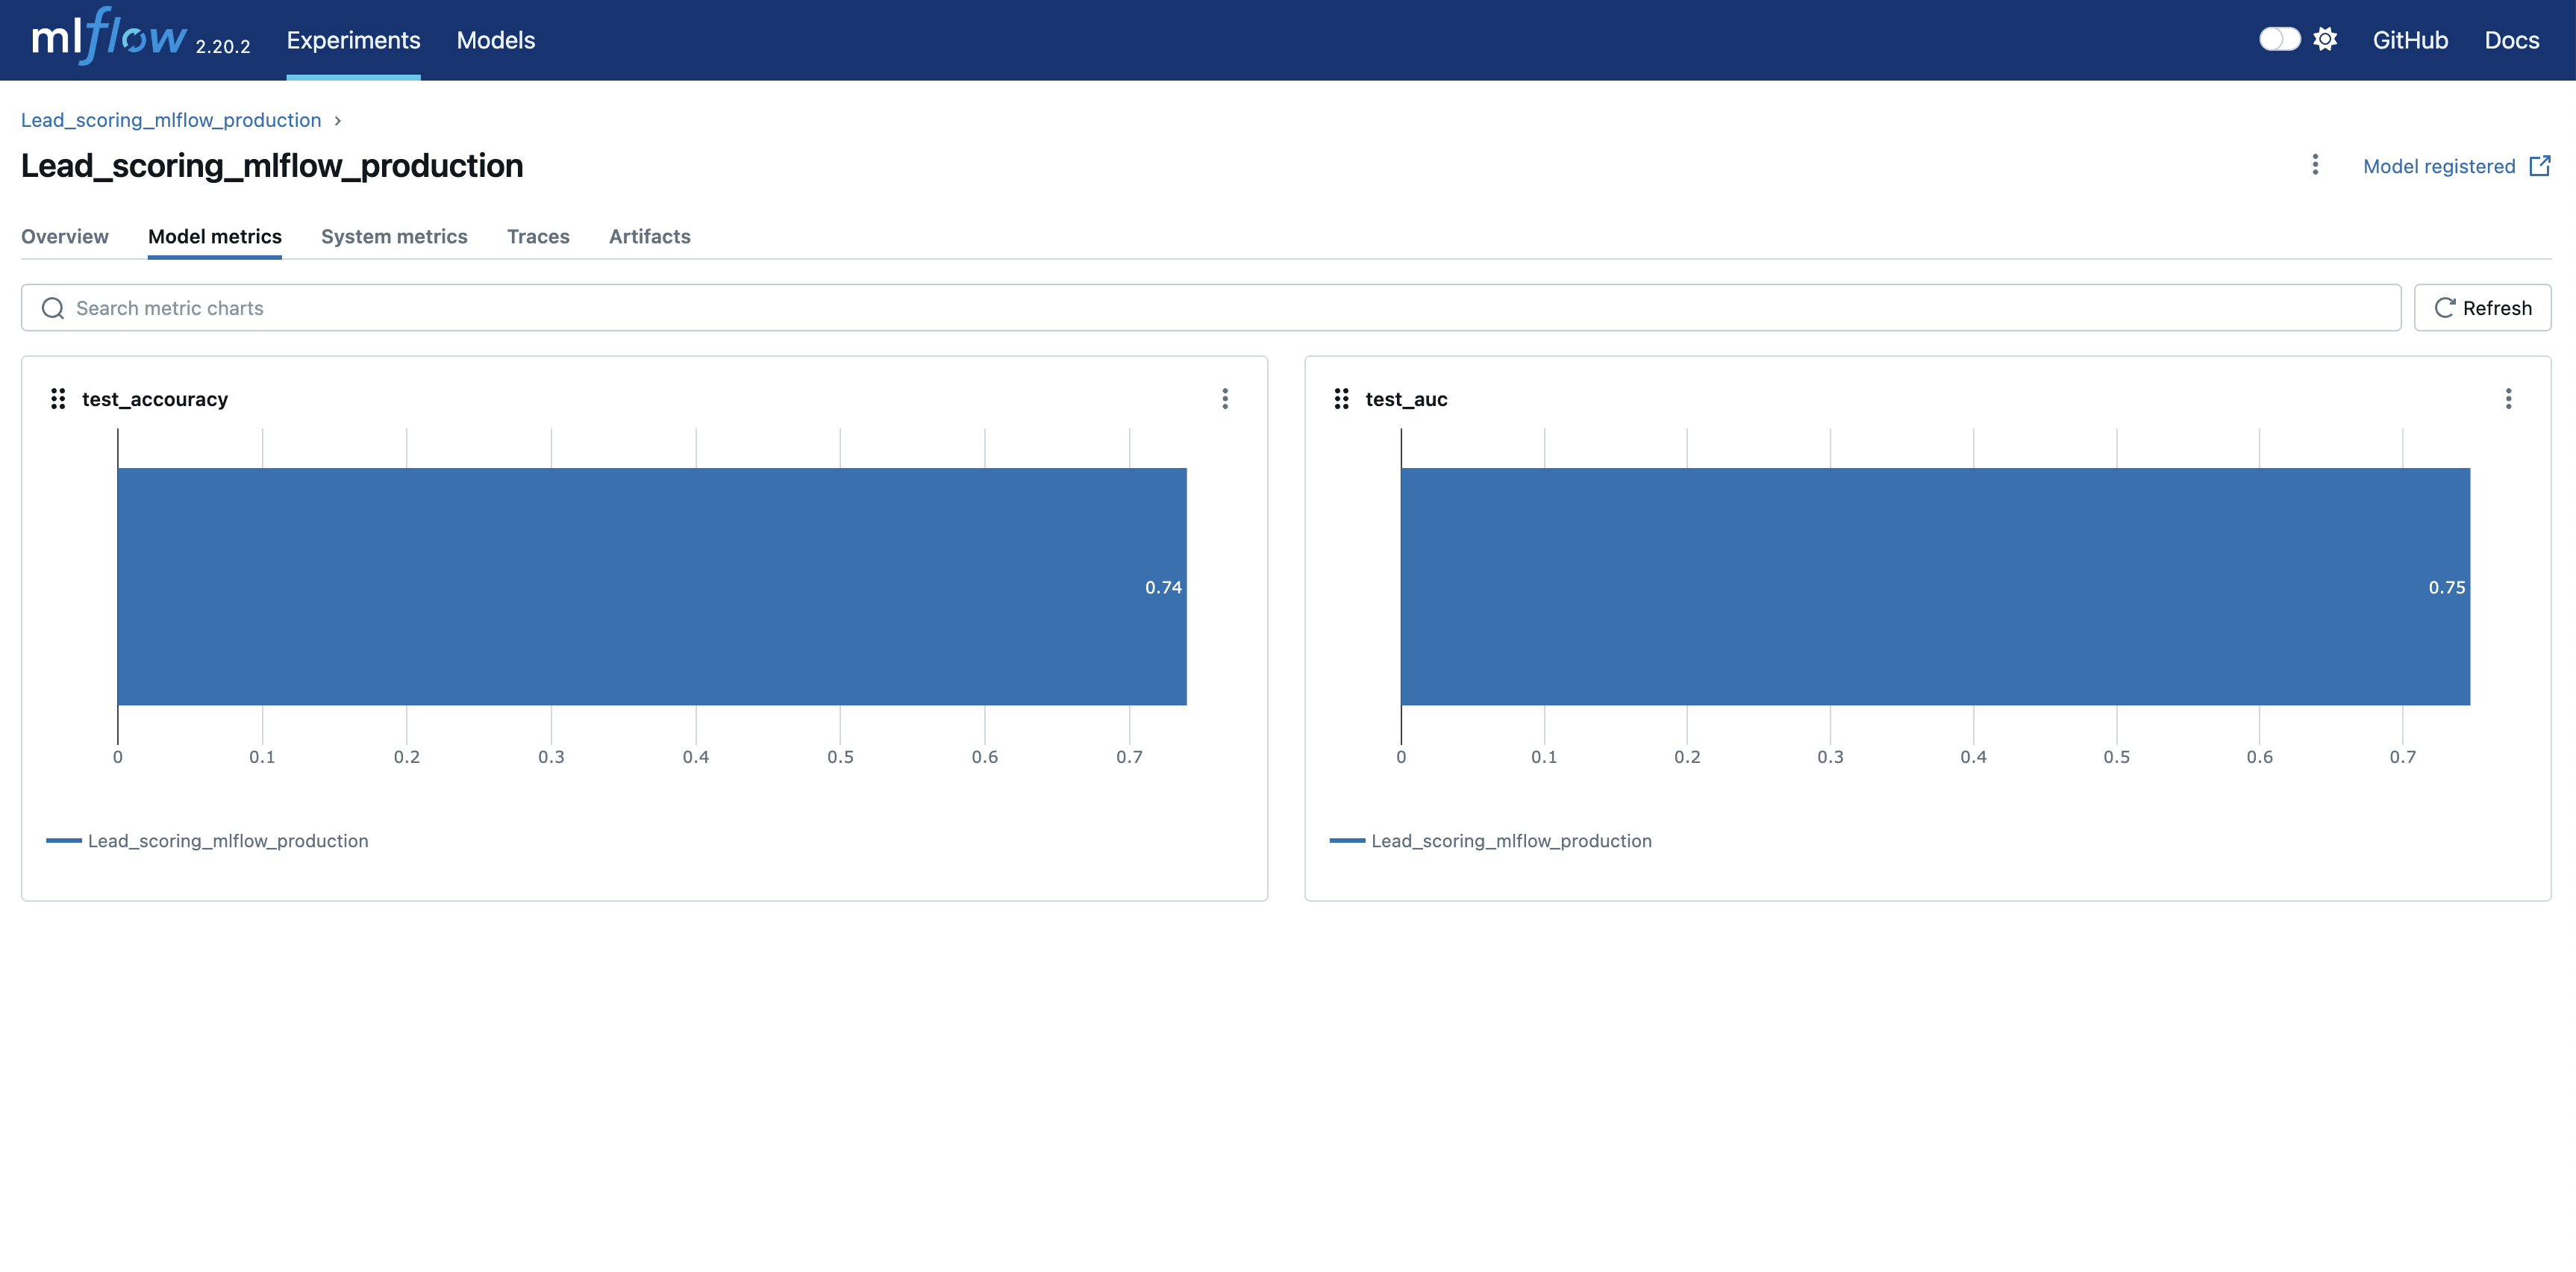 mlflow 2.20.2 Experiments Models GitHub Docs
Lead_scoring_mlflow_production
Lead_scoring_mlflow_production
Model registered
Overview Model metrics System metrics Traces Artifacts
Search metric charts
Refresh
test_accouracy
0.74
0 0.1 0.2 0.3 0.4 0.5 0.6 0.7
Lead_scoring_mlflow_production
test_auc
0.75
0 0.1 0.2 0.3 0.4 0.5 0.6 0.7
Lead_scoring_mlflow_production